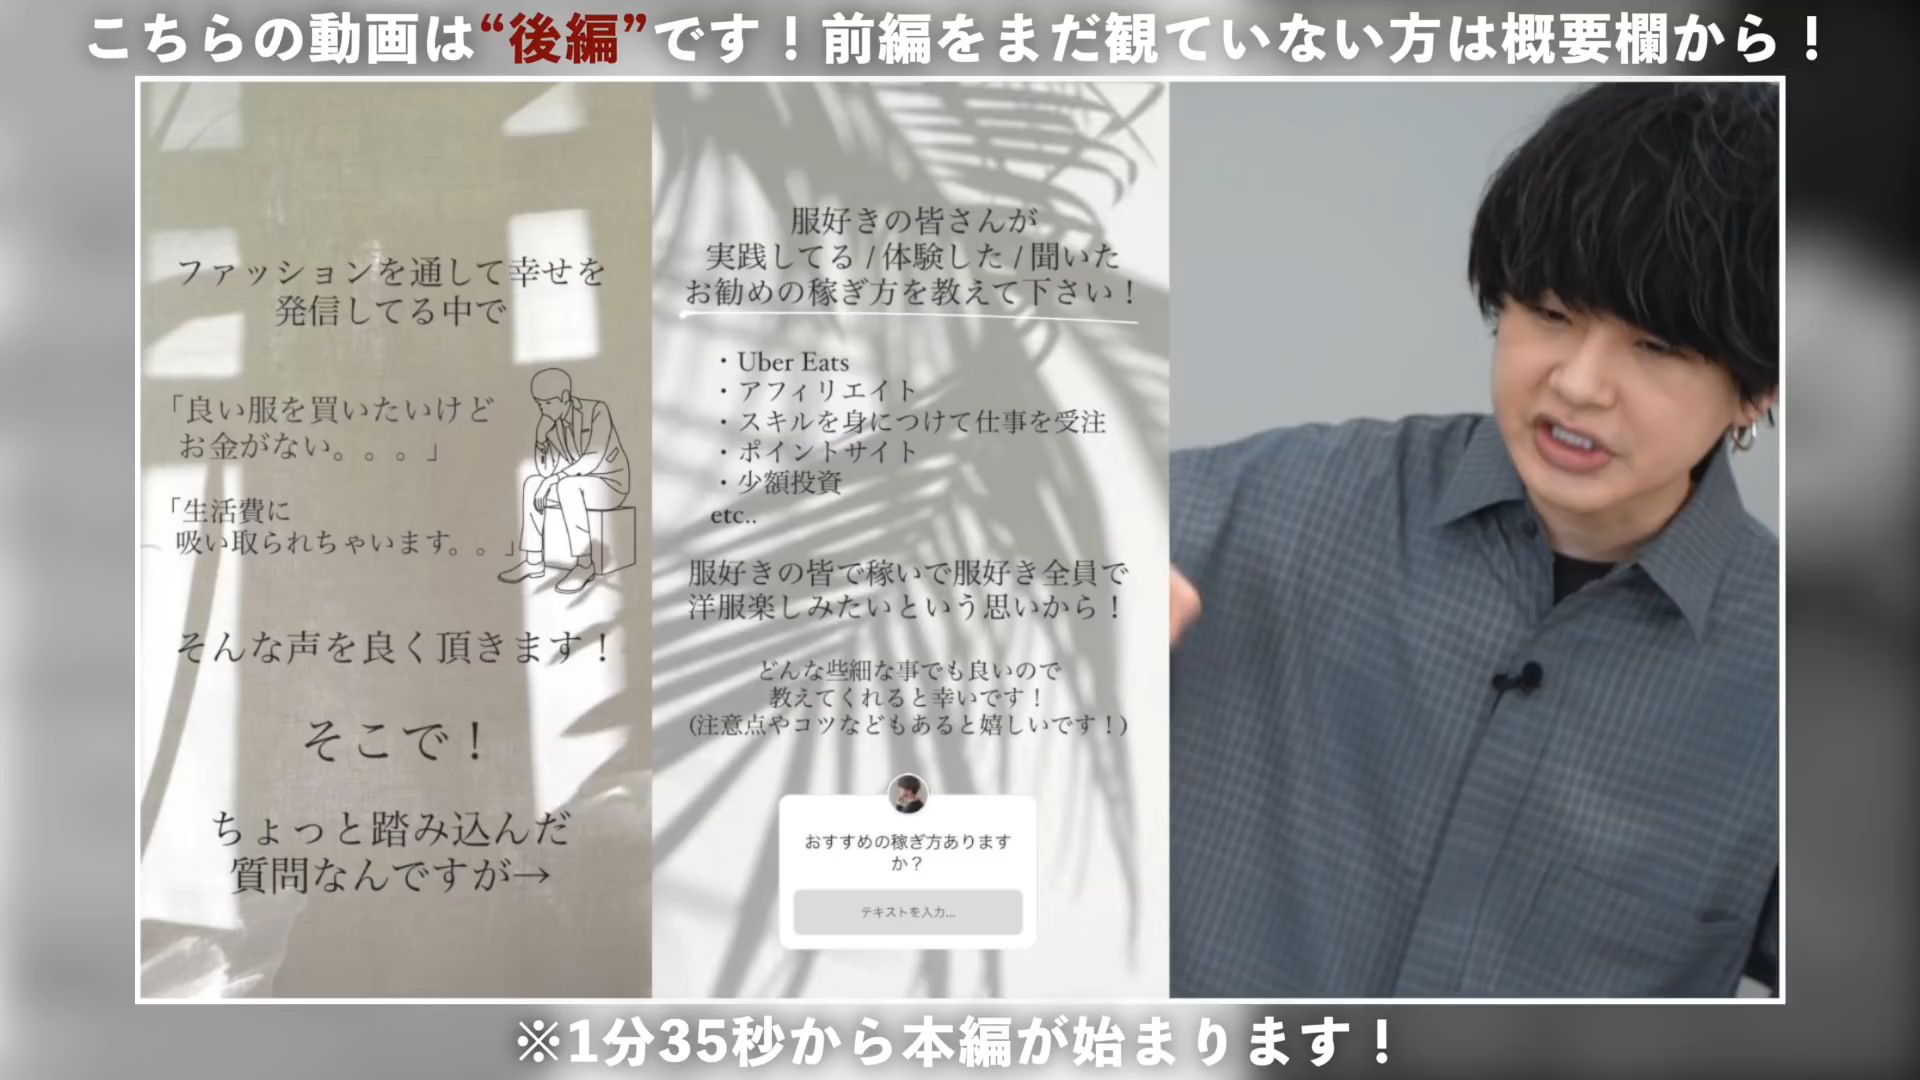 こちらの動画は“後編”です！前編をまだ観ていない方は概要欄から！
ファッションを通して幸せを
発信してる中で
「良い服を買いたいけど
お金がない。。。」
「生活費に
吸い取られちゃいます。。」
そんな声を良く頂きます！
そこで！
ちょっと踏み込んだ
質問なんですが→
服好きの皆さんが
実践してる / 体験した / 聞いた
お勧めの稼ぎ方を教えて下さい！
・Uber Eats
・アフィリエイト
・スキルを身につけて仕事を受注
・ポイントサイト
・少額投資
etc..
服好きの皆で稼いで服好き全員で
洋服楽しみたいという思いから！
どんな些細な事でも良いので
教えてくれると幸いです！
(注意点やコツなどもあると嬉しいです！)
おすすめの稼ぎ方あります
か？
テキストを入力...
※1分35秒から本編が始まります！